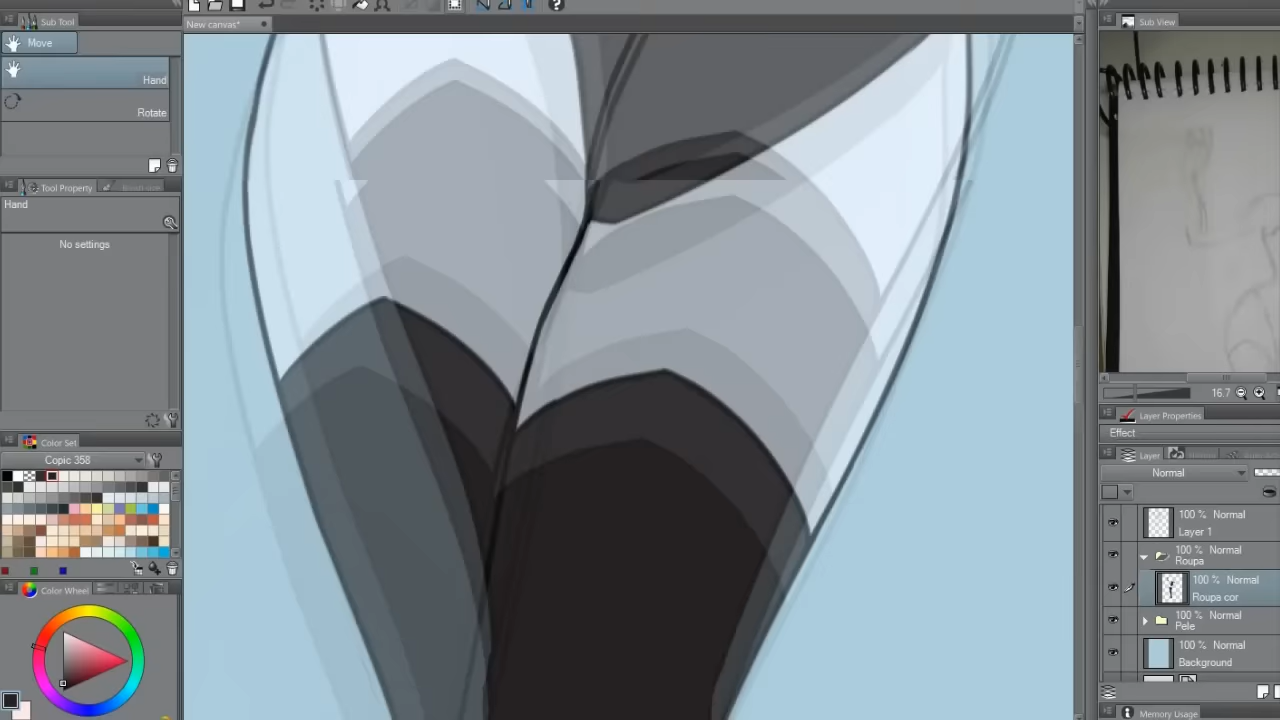 Sub Tool
Move
Hand
Rotate
Tool Property
Hand
No settings
Color Set
Copic 358
Color Wheel
New canvas*
Sub View
16.7
Layer Properties
Effect
Layer
Normal
100 % Normal
Layer 1
100 % Normal
Roupa
100 % Normal
Roupa cor
100 % Normal
Pele
100 % Normal
Background
Memory Usage